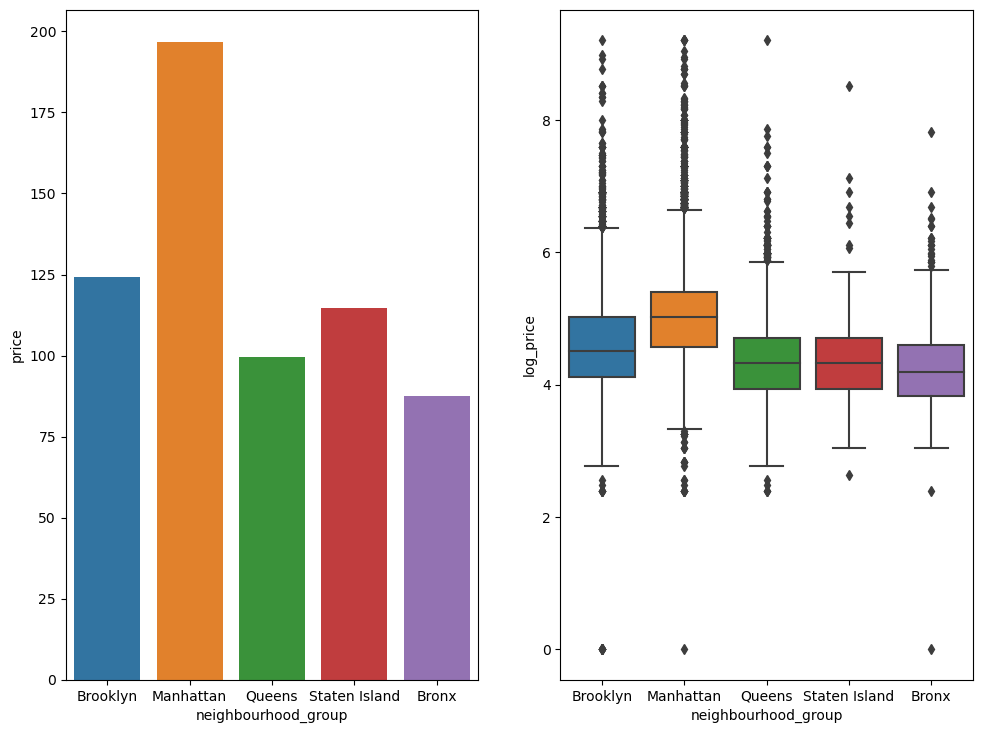 200
175
150
125
100
75
50
25
0
price
Brooklyn Manhattan Queens Staten Island Bronx
neighbourhood_group
8
6
4
2
0
log_price
Brooklyn Manhattan Queens Staten Island Bronx
neighbourhood_group